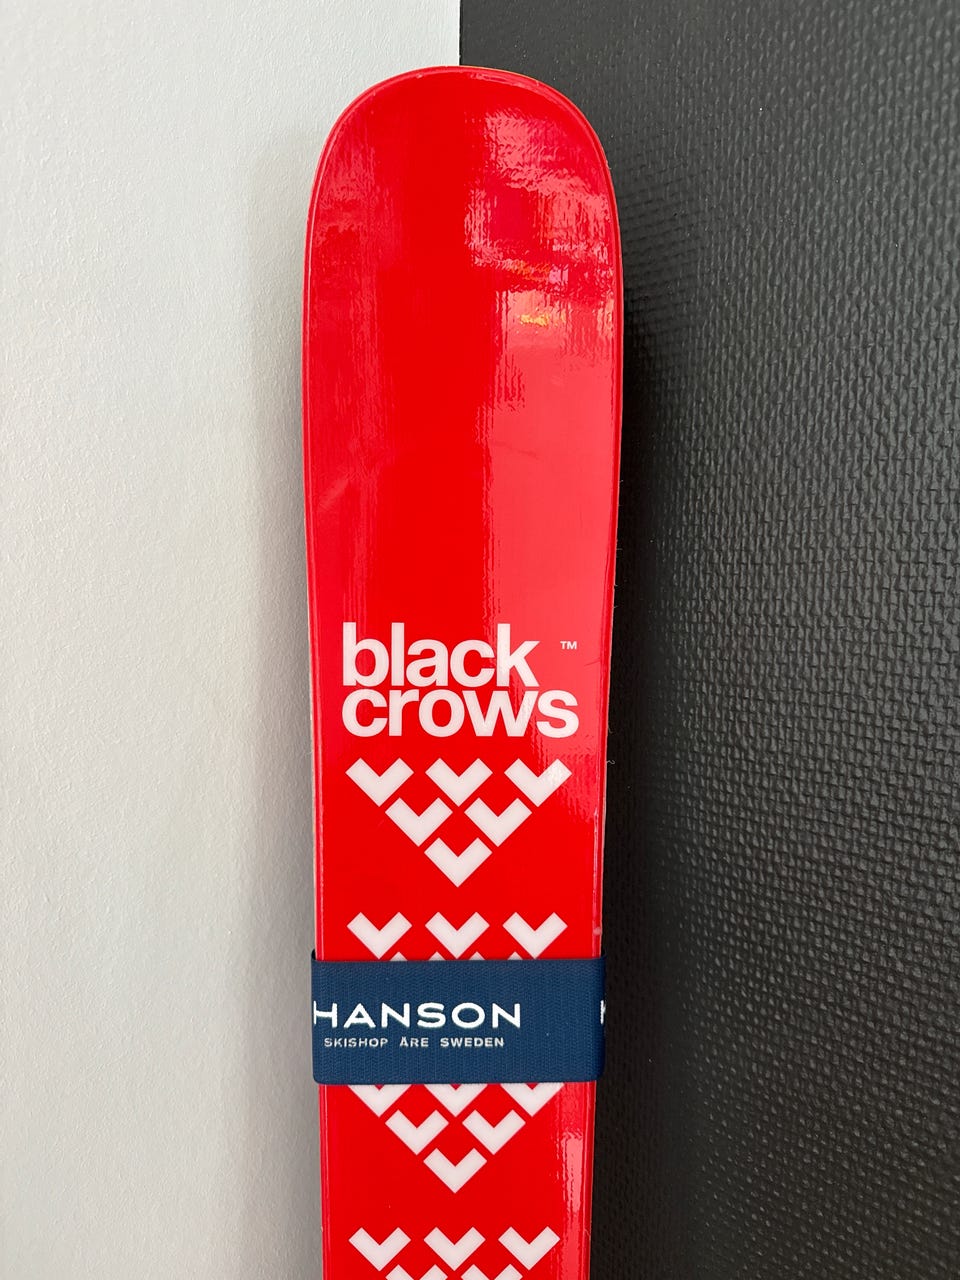 black ™
crows
HANSON
SKISHOP ÅRE SWEDEN